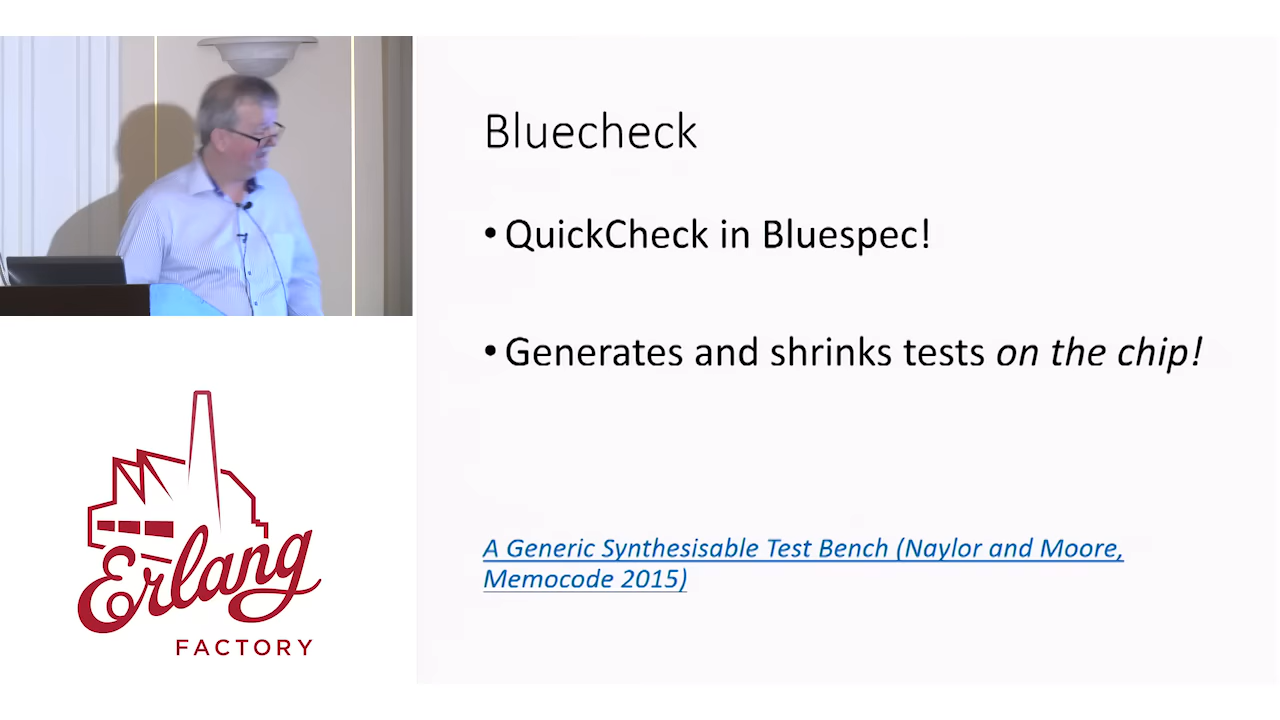 Bluecheck
• QuickCheck in Bluespec!
• Generates and shrinks tests on the chip!
A Generic Synthesisable Test Bench (Naylor and Moore,
Memocode 2015)
Erlang
FACTORY